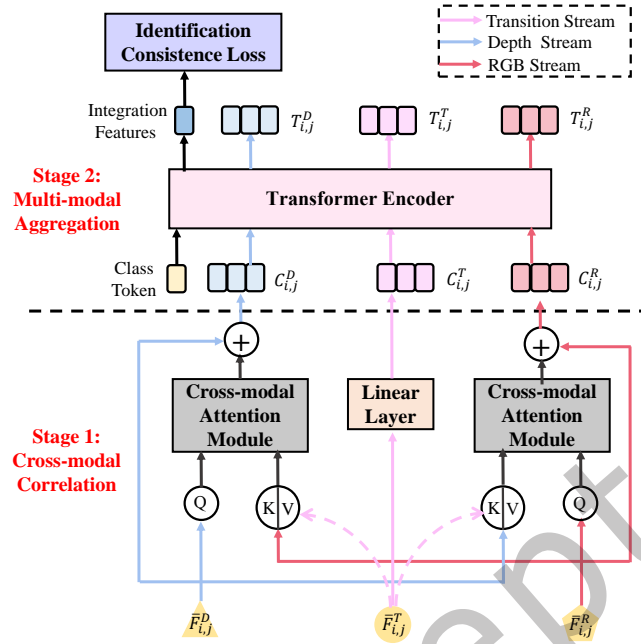 Identification
Consistence Loss
Transition Stream
Depth Stream
RGB Stream
Integration
Features
T^D_{i,j}
T^T_{i,j}
T^R_{i,j}
Stage 2:
Multi-modal
Aggregation
Transformer Encoder
Class
Token
C^D_{i,j}
C^T_{i,j}
C^R_{i,j}
+
+
Cross-modal
Attention
Module
Linear
Layer
Cross-modal
Attention
Module
Stage 1:
Cross-modal
Correlation
Q
K V
K V
Q
F̄^D_{i,j}
F̄^T_{i,j}
F̄^R_{i,j}
ept